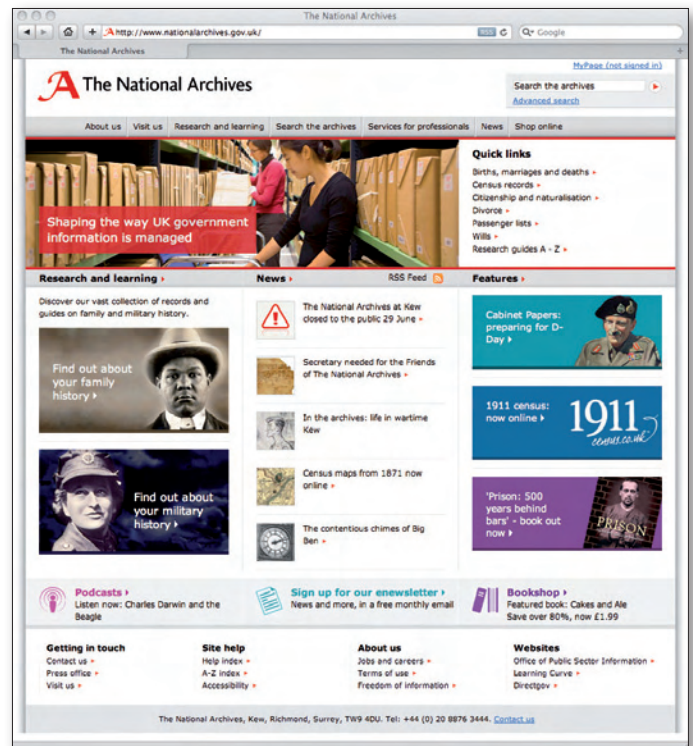 The National Archives
http://www.nationalarchives.gov.uk/
RSS
Google
The National Archives
MyPage (not signed in)
The National Archives
Search the archives
Advanced search
About us Visit us Research and learning Search the archives Services for professionals News Shop online
Shaping the way UK government
information is managed
Quick links
Births, marriages and deaths
Census records
Citizenship and naturalisation
Divorce
Passenger lists
Wills
Research guides A - Z
Research and learning
Discover our vast collection of records and
guides on family and military history.
Find out about
your family
history
Find out about
your military
history
News
RSS Feed
The National Archives at Kew
closed to the public 29 June
Secretary needed for the Friends
of The National Archives
In the archives: life in wartime
Kew
Census maps from 1871 now
online
The contentious chimes of Big
Ben
Features
Cabinet Papers:
preparing for D-
Day
1911 census:
now online
1911
census.co.uk
'Prison: 500
years behind
bars' - book out
now
PRISON
Podcasts
Listen now: Charles Darwin and the
Beagle
Sign up for our enewsletter
News and more, in a free monthly email
Bookshop
Featured book: Cakes and Ale
Save over 80%, now £1.99
Getting in touch
Contact us
Press office
Visit us
Site help
Help index
A-Z index
Accessibility
About us
Jobs and careers
Terms of use
Freedom of information
Websites
Office of Public Sector Information
Learning Curve
Directgov
The National Archives, Kew, Richmond, Surrey, TW9 4DU. Tel: +44 (0) 20 8876 3444. Contact us